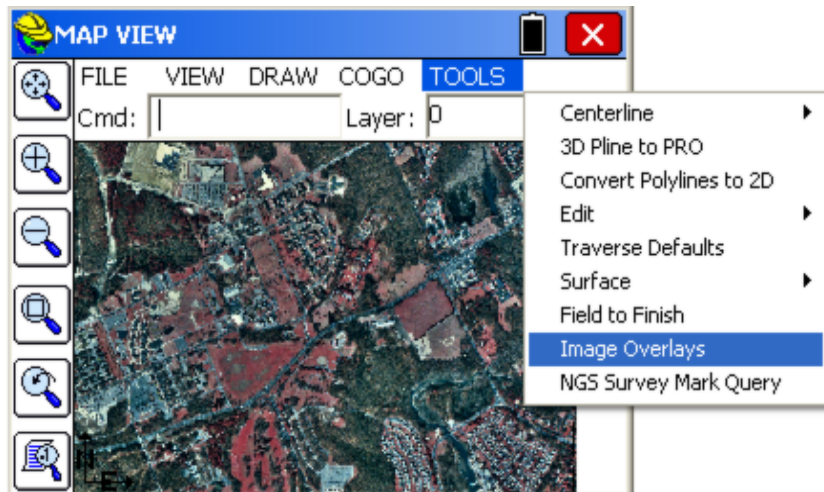 MAP VIEW
FILE VIEW DRAW COGO TOOLS
Cmd: Layer: 0
Centerline
3D Pline to PRO
Convert Polylines to 2D
Edit
Traverse Defaults
Surface
Field to Finish
Image Overlays
NGS Survey Mark Query
N
E